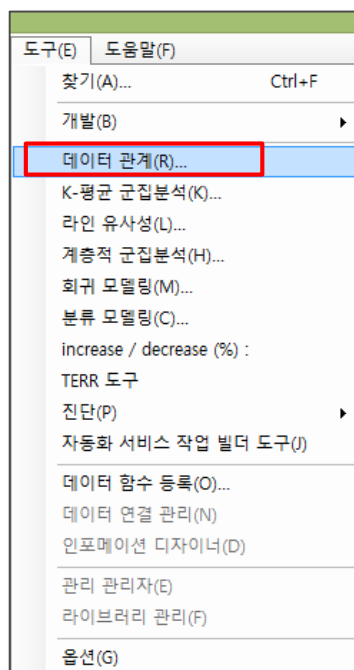 도구(E) 도움말(F)
찾기(A)... Ctrl+F
개발(B)
데이터 관계(R)...
K-평균 군집분석(K)...
라인 유사성(L)...
계층적 군집분석(H)...
회귀 모델링(M)...
분류 모델링(C)...
increase / decrease (%) :
TERR 도구
진단(P)
자동화 서비스 작업 빌더 도구(J)
데이터 함수 등록(O)...
데이터 연결 관리(N)
인포메이션 디자이너(D)
관리 관리자(E)
라이브러리 관리(F)
옵션(G)